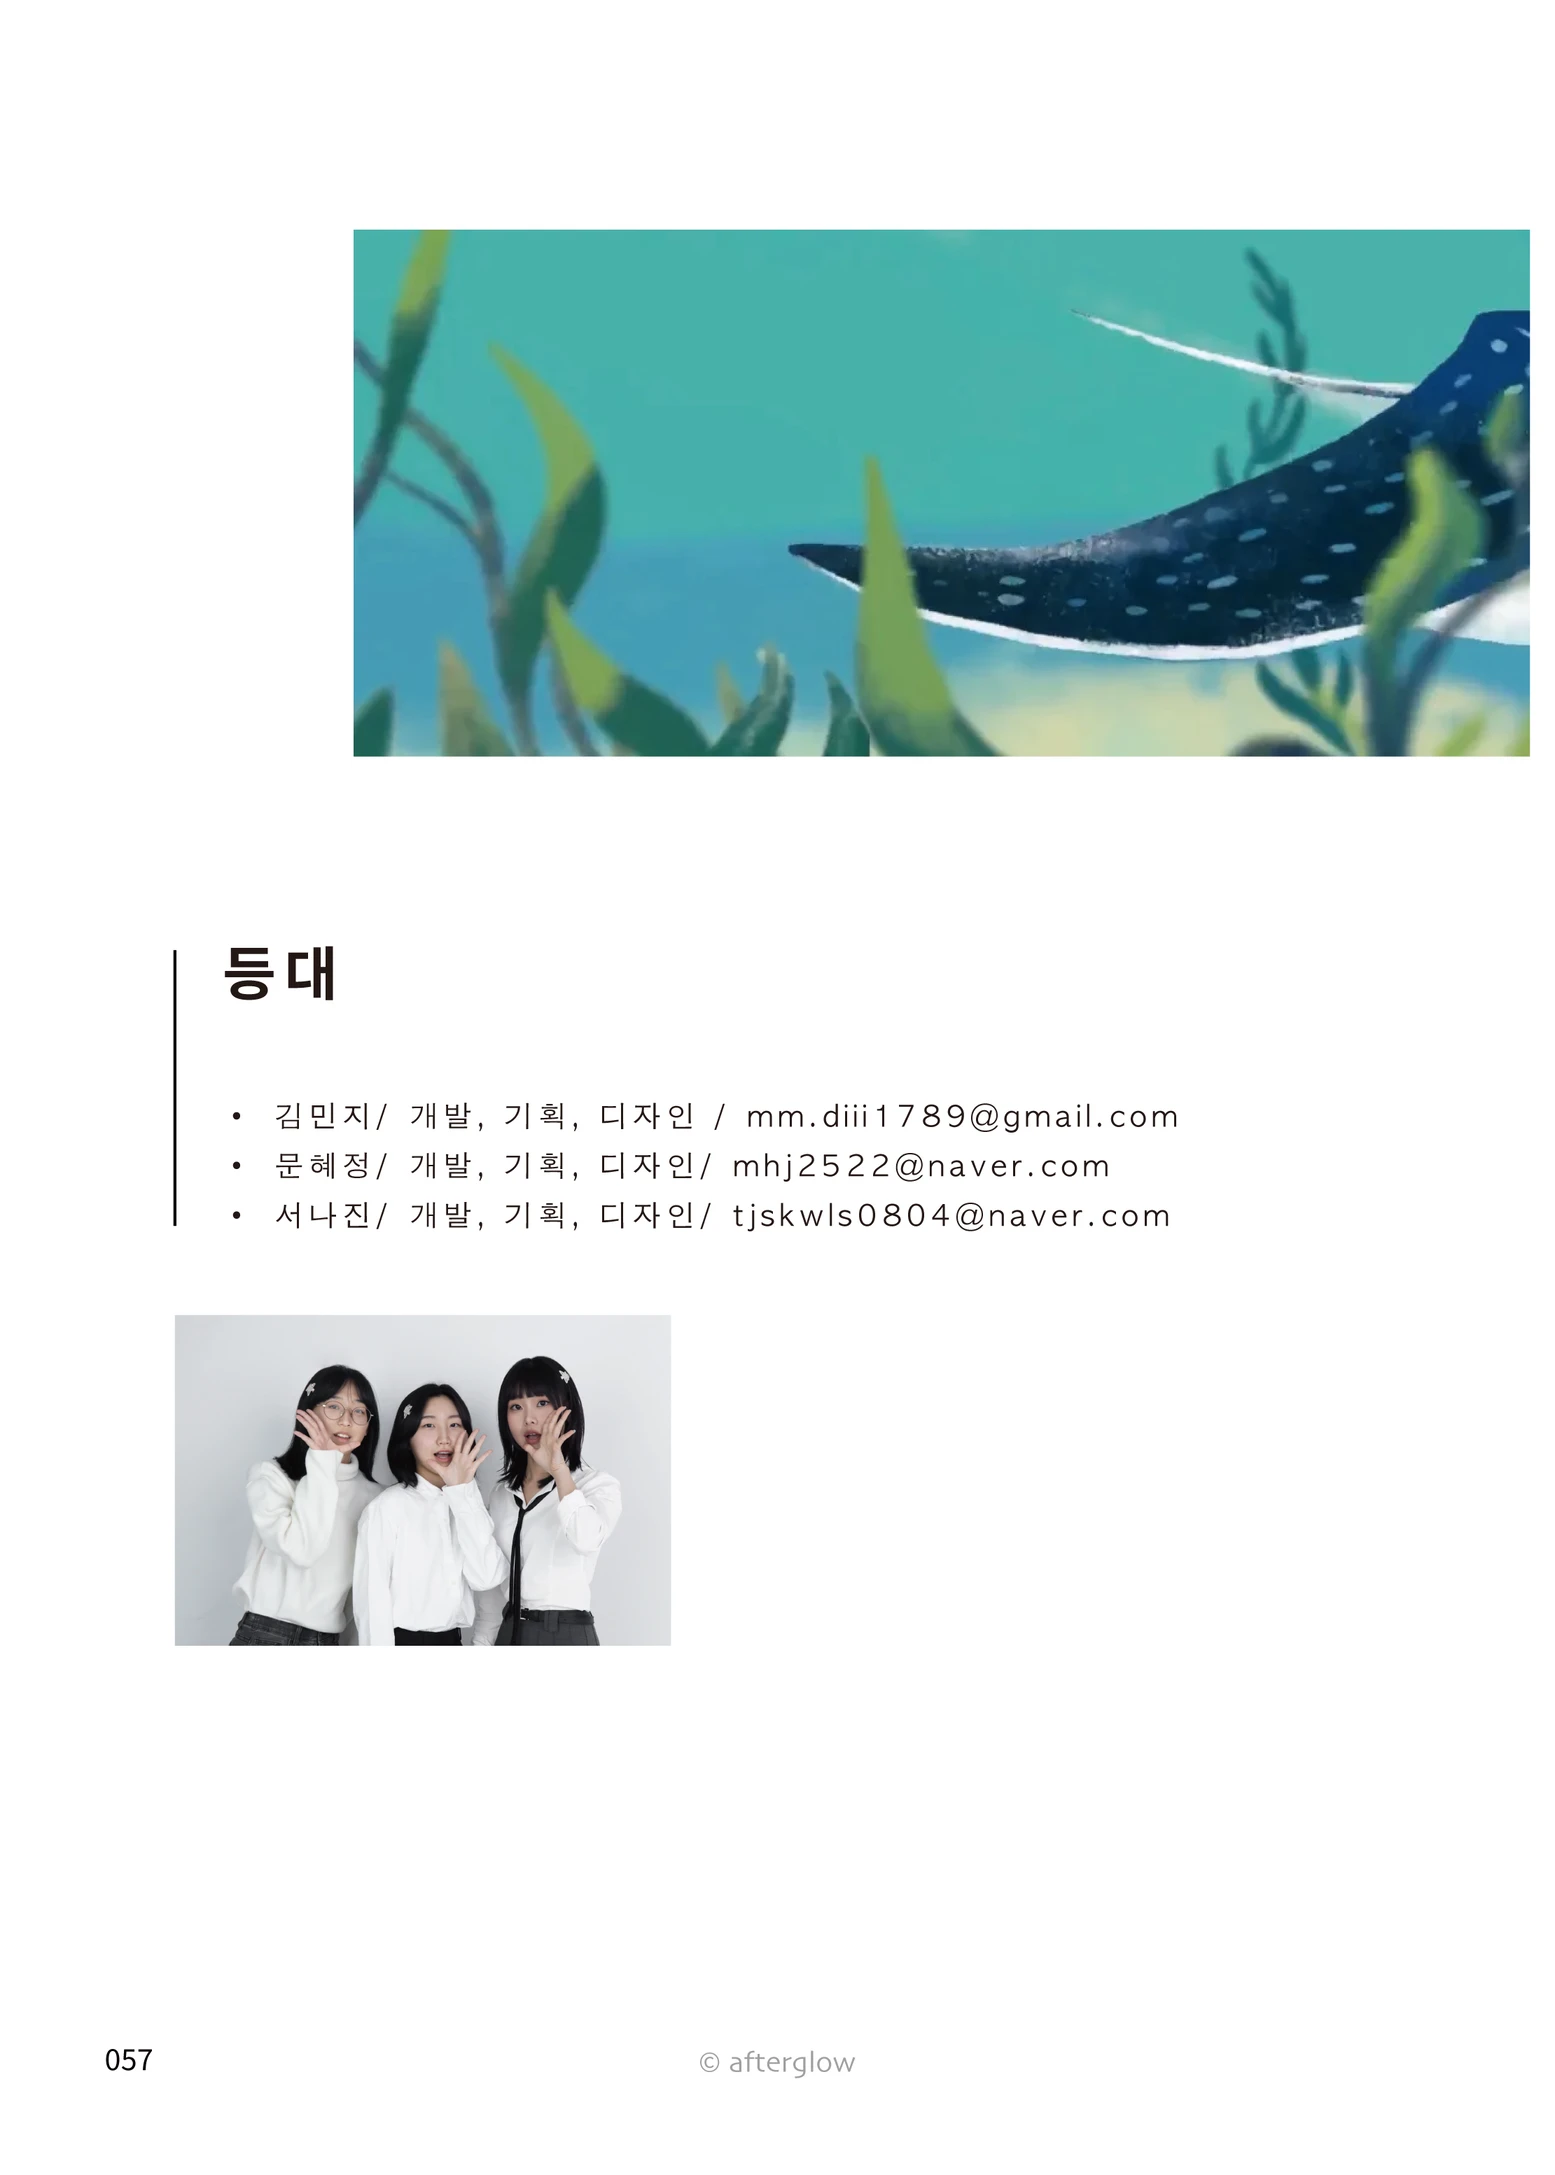 등대
• 김민지/ 개발, 기획, 디자인 / mm.diii1789@gmail.com
• 문혜정/ 개발, 기획, 디자인/ mhj2522@naver.com
• 서나진/ 개발, 기획, 디자인/ tjskwls0804@naver.com
057
© afterglow